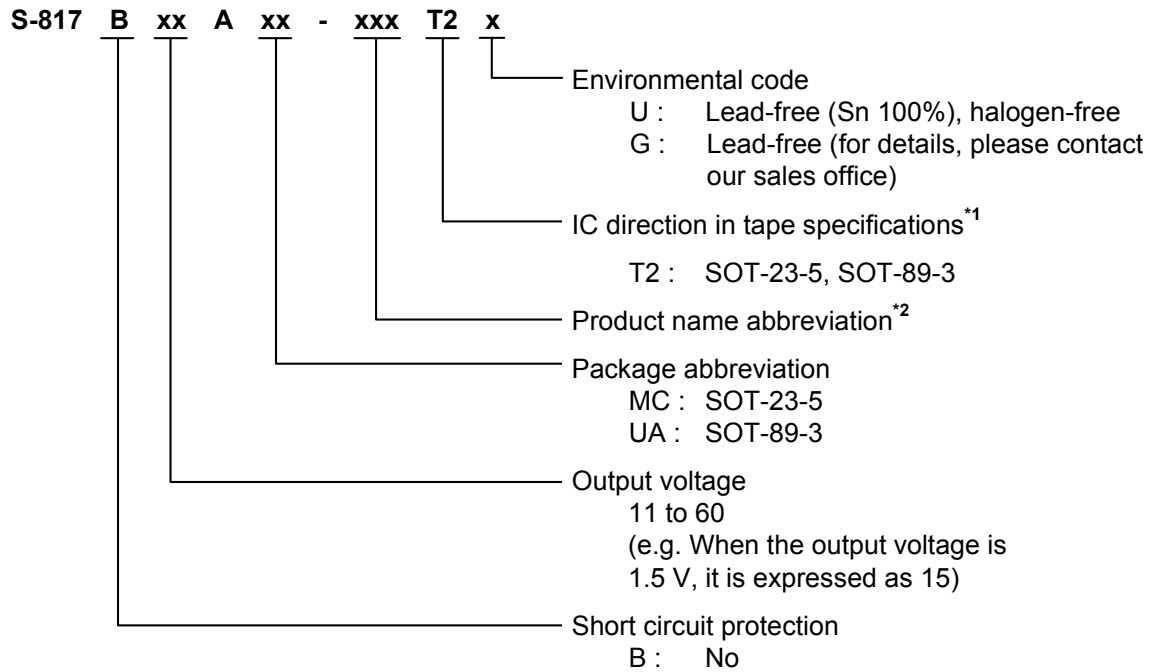 S-817 B xx A xx - xxx T2 x
Environmental code
U : Lead-free (Sn 100%), halogen-free
G : Lead-free (for details, please contact
our sales office)
IC direction in tape specifications*1
T2 : SOT-23-5, SOT-89-3
Product name abbreviation*2
Package abbreviation
MC : SOT-23-5
UA : SOT-89-3
Output voltage
11 to 60
(e.g. When the output voltage is
1.5 V, it is expressed as 15)
Short circuit protection
B : No